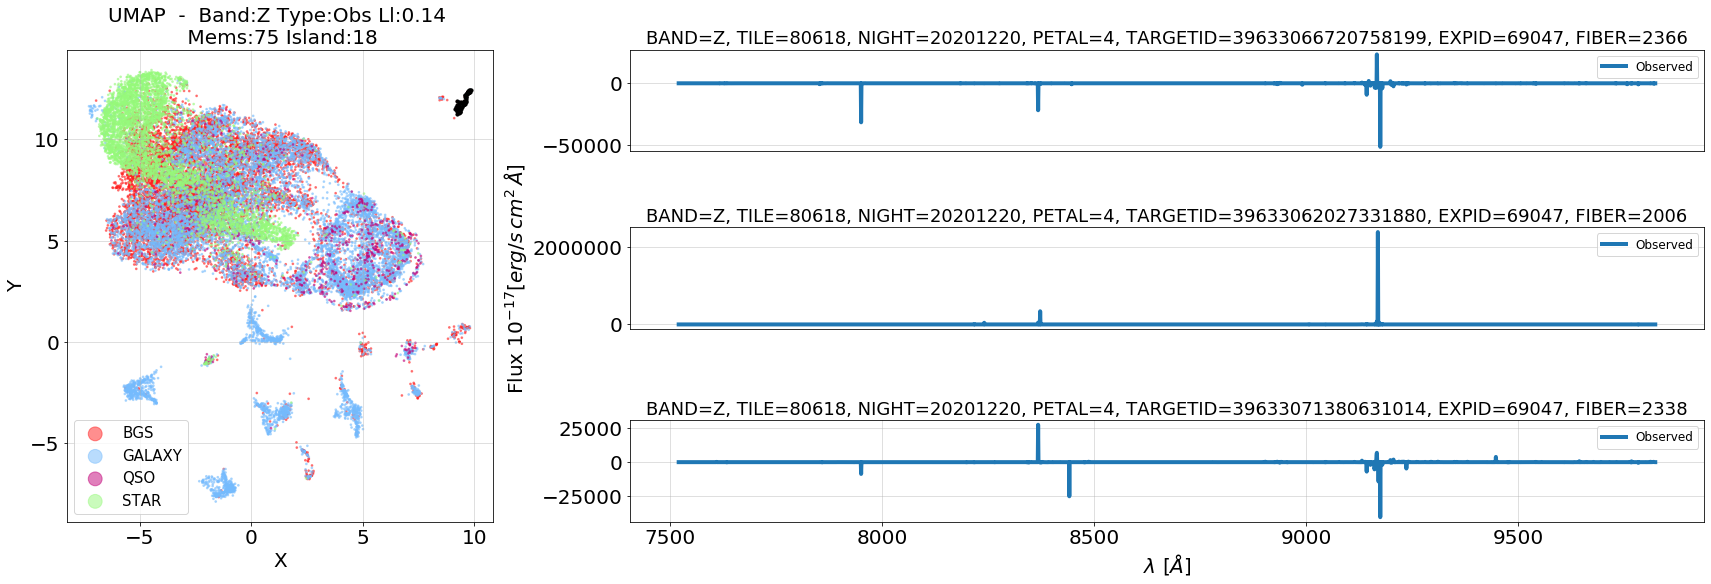 UMAP - Band:Z Type:Obs Ll:0.14
Mems:75 Island:18
10
5
0
−5
Y
BGS
GALAXY
QSO
STAR
−5
0
5
10
X
Flux 10⁻¹⁷[erg/s cm² Å]
BAND=Z, TILE=80618, NIGHT=20201220, PETAL=4, TARGETID=39633066720758199, EXPID=69047, FIBER=2366
0
−50000
Observed
BAND=Z, TILE=80618, NIGHT=20201220, PETAL=4, TARGETID=39633062027331880, EXPID=69047, FIBER=2006
2000000
0
Observed
BAND=Z, TILE=80618, NIGHT=20201220, PETAL=4, TARGETID=39633071380631014, EXPID=69047, FIBER=2338
25000
0
−25000
Observed
7500
8000
8500
9000
9500
λ [Å]